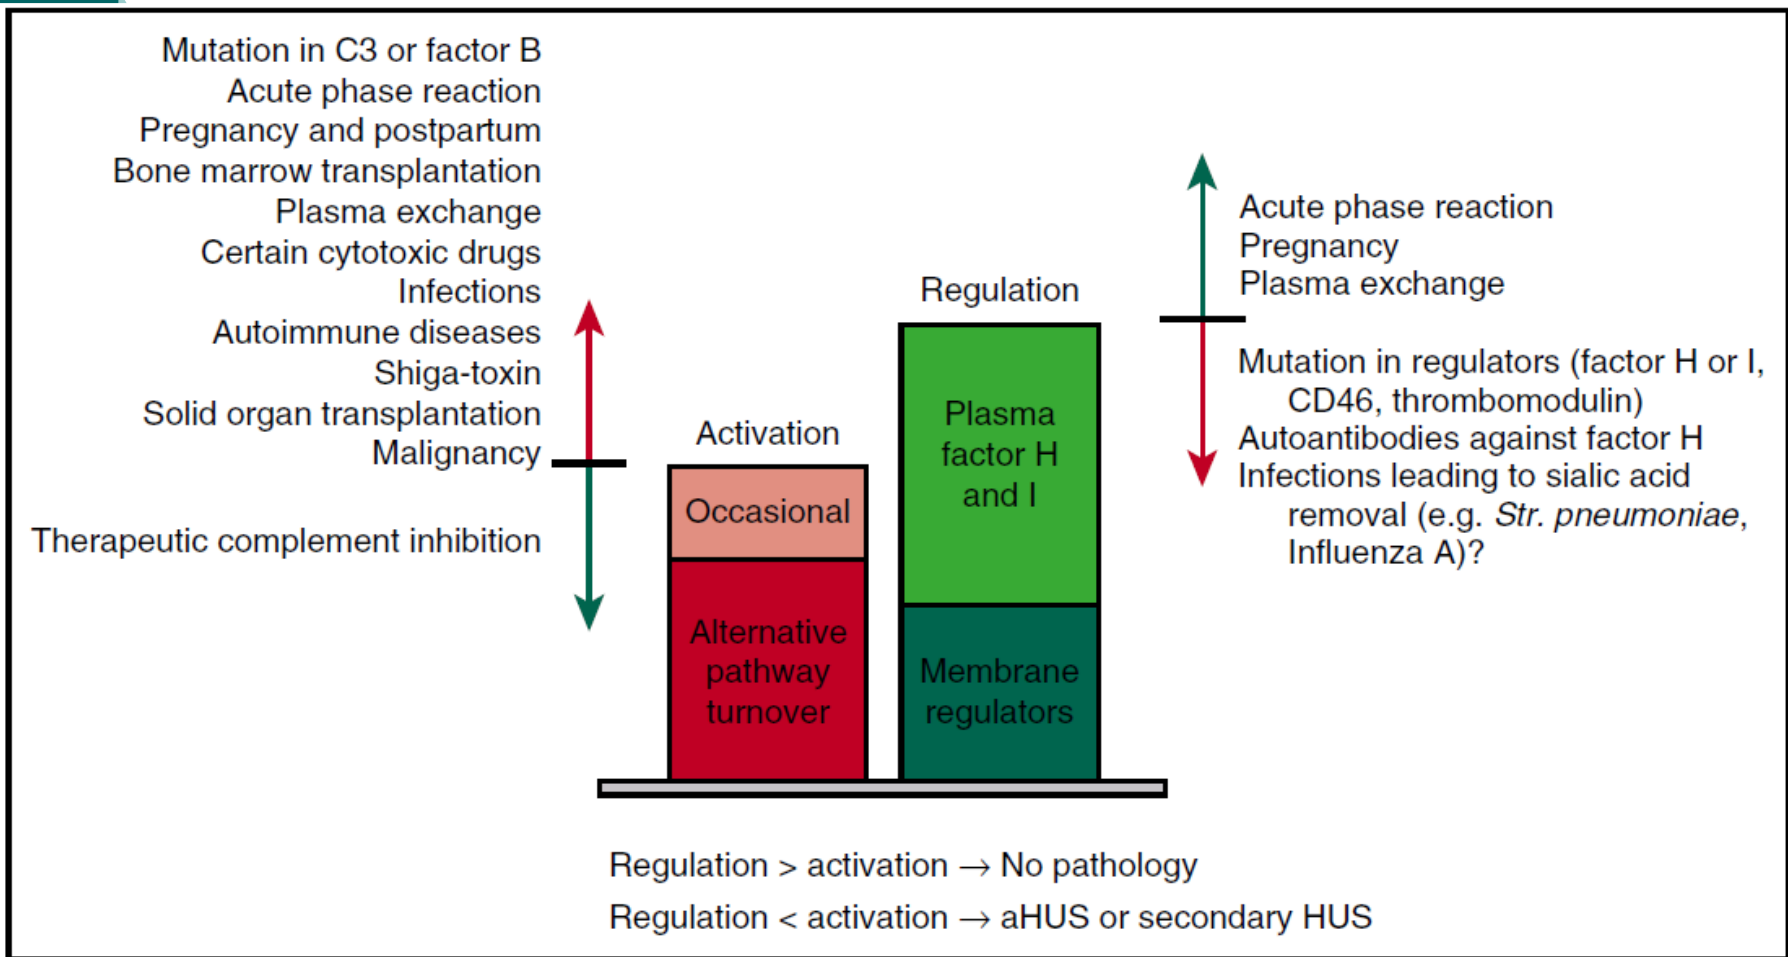 Mutation in C3 or factor B
Acute phase reaction
Pregnancy and postpartum
Bone marrow transplantation
Plasma exchange
Certain cytotoxic drugs
Infections
Autoimmune diseases
Shiga-toxin
Solid organ transplantation
Malignancy
Therapeutic complement inhibition
Activation
Occasional
Alternative
pathway
turnover
Regulation
Plasma
factor H
and I
Membrane
regulators
Acute phase reaction
Pregnancy
Plasma exchange
Mutation in regulators (factor H or I,
CD46, thrombomodulin)
Autoantibodies against factor H
Infections leading to sialic acid
removal (e.g. Str. pneumoniae,
Influenza A)?
Regulation > activation → No pathology
Regulation < activation → aHUS or secondary HUS